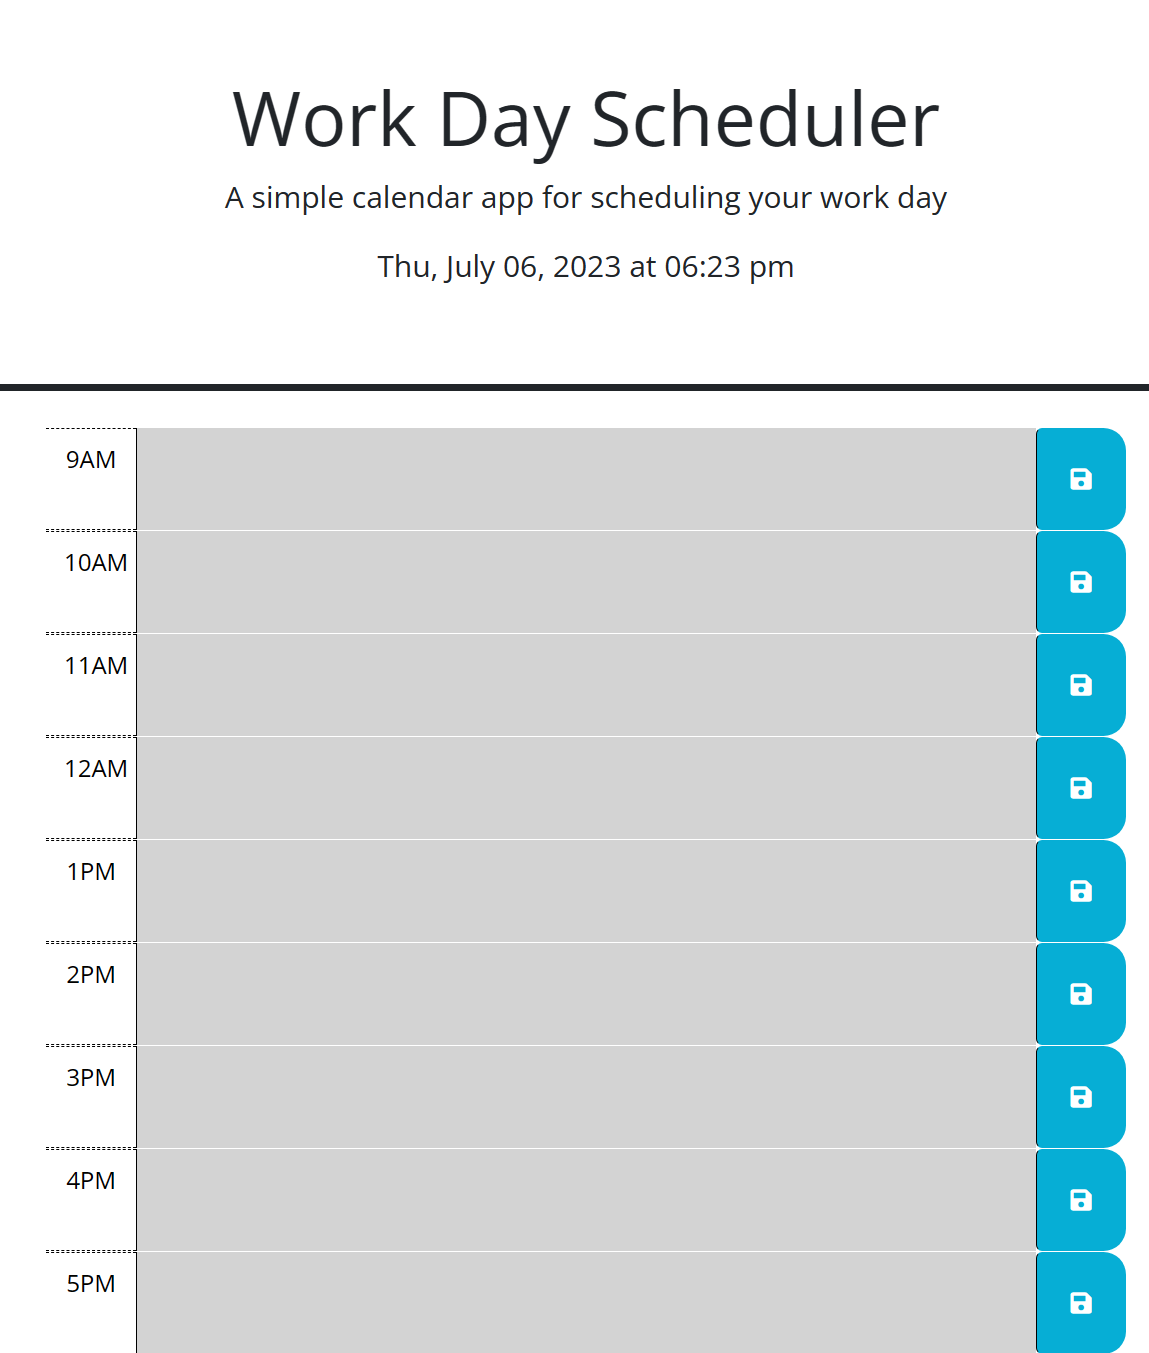 Work Day Scheduler
A simple calendar app for scheduling your work day
Thu, July 06, 2023 at 06:23 pm
9AM
10AM
11AM
12AM
1PM
2PM
3PM
4PM
5PM